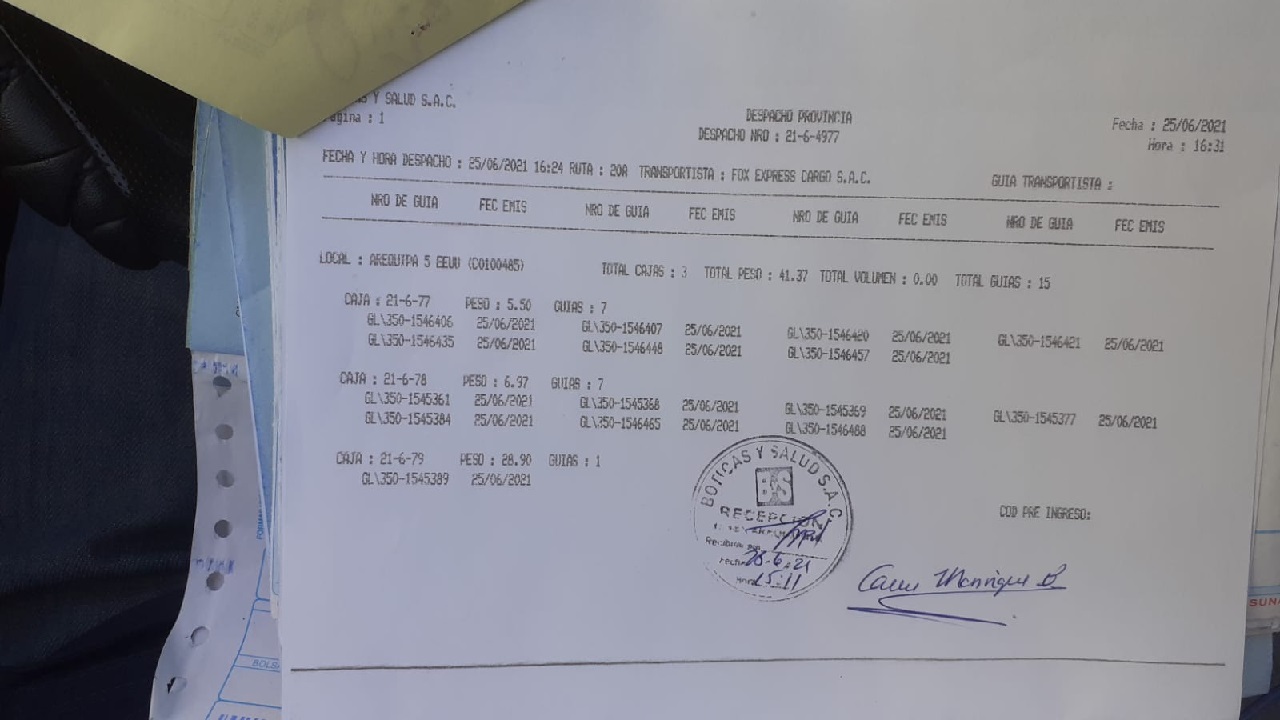 S Y SALUD S.A.C.
gina : 1
DESPACHO PROVINCIA
DESPACHO NRO : 21-6-4977
Fecha : 25/06/2021
Hora : 16:31
FECHA Y HORA DESPACHO : 25/06/2021 16:24 RUTA : 20A TRANSPORTISTA : FOX EXPRESS CARGO S.A.C. GUIA TRANSPORTISTA :
NRO DE GUIA FEC EMIS NRO DE GUIA FEC EMIS NRO DE GUIA FEC EMIS NRO DE GUIA FEC EMIS
LOCAL : AREQUIPA 5 EEUU (C0100485) TOTAL CAJAS : 3 TOTAL PESO : 41.37 TOTAL VOLUMEN : 0.00 TOTAL GUIAS : 15
CAJA : 21-6-77 PESO : 5.50 GUIAS : 7
GL\350-1546406 25/06/2021 GL\350-1546407 25/06/2021 GL\350-1546420 25/06/2021 GL\350-1546421 25/06/2021
GL\350-1546435 25/06/2021 GL\350-1546448 25/06/2021 GL\350-1546457 25/06/2021
CAJA : 21-6-78 PESO : 6.97 GUIAS : 7
GL\350-1545361 25/06/2021 GL\350-1545368 25/06/2021 GL\350-1545369 25/06/2021 GL\350-1545377 25/06/2021
GL\350-1545384 25/06/2021 GL\350-1546465 25/06/2021 GL\350-1546468 25/06/2021
CAJA : 21-6-79 PESO : 28.90 GUIAS : 1
GL\350-1545389 25/06/2021
COD PRE INGRESO:
BOTICAS Y SALUD S.A.C
BS
RECEPCION
Fecha 26-6-21
Hora 15:11
Manrique B
BOLS
SUNA